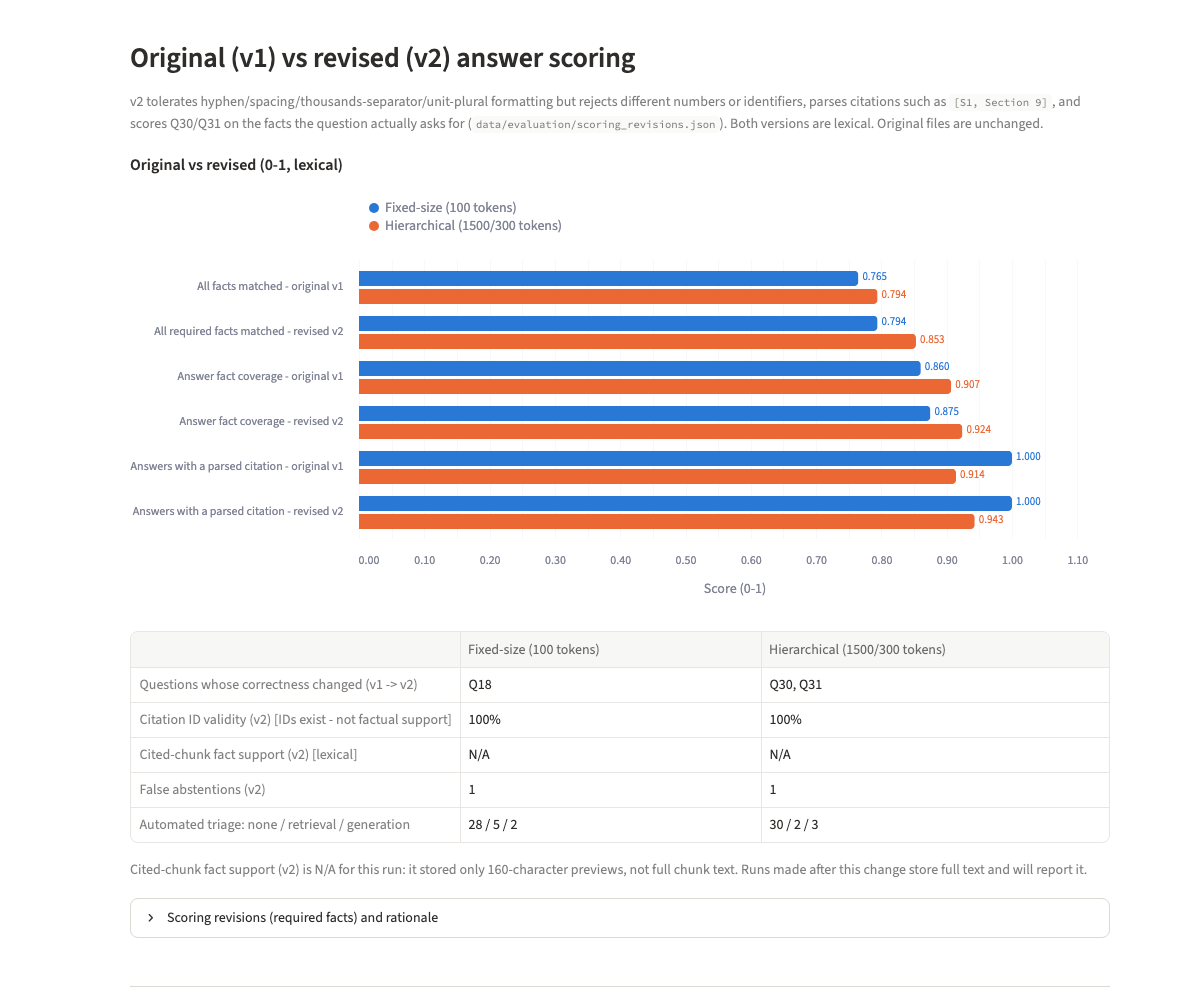 Original (v1) vs revised (v2) answer scoring
v2 tolerates hyphen/spacing/thousands-separator/unit-plural formatting but rejects different numbers or identifiers, parses citations such as [S1, Section 9] , and
scores Q30/Q31 on the facts the question actually asks for ( data/evaluation/scoring_revisions.json ). Both versions are lexical. Original files are unchanged.
Original vs revised (0-1, lexical)
Fixed-size (100 tokens)
Hierarchical (1500/300 tokens)
All facts matched - original v1 0.765
0.794
All required facts matched - revised v2 0.794
0.853
Answer fact coverage - original v1 0.860
0.907
Answer fact coverage - revised v2 0.875
0.924
Answers with a parsed citation - original v1 1.000
0.914
Answers with a parsed citation - revised v2 1.000
0.943
0.00 0.10 0.20 0.30 0.40 0.50 0.60 0.70 0.80 0.90 1.00 1.10
Score (0-1)
Fixed-size (100 tokens) Hierarchical (1500/300 tokens)
Questions whose correctness changed (v1 -> v2) Q18 Q30, Q31
Citation ID validity (v2) [IDs exist - not factual support] 100% 100%
Cited-chunk fact support (v2) [lexical] N/A N/A
False abstentions (v2) 1 1
Automated triage: none / retrieval / generation 28 / 5 / 2 30 / 2 / 3
Cited-chunk fact support (v2) is N/A for this run: it stored only 160-character previews, not full chunk text. Runs made after this change store full text and will report it.
Scoring revisions (required facts) and rationale